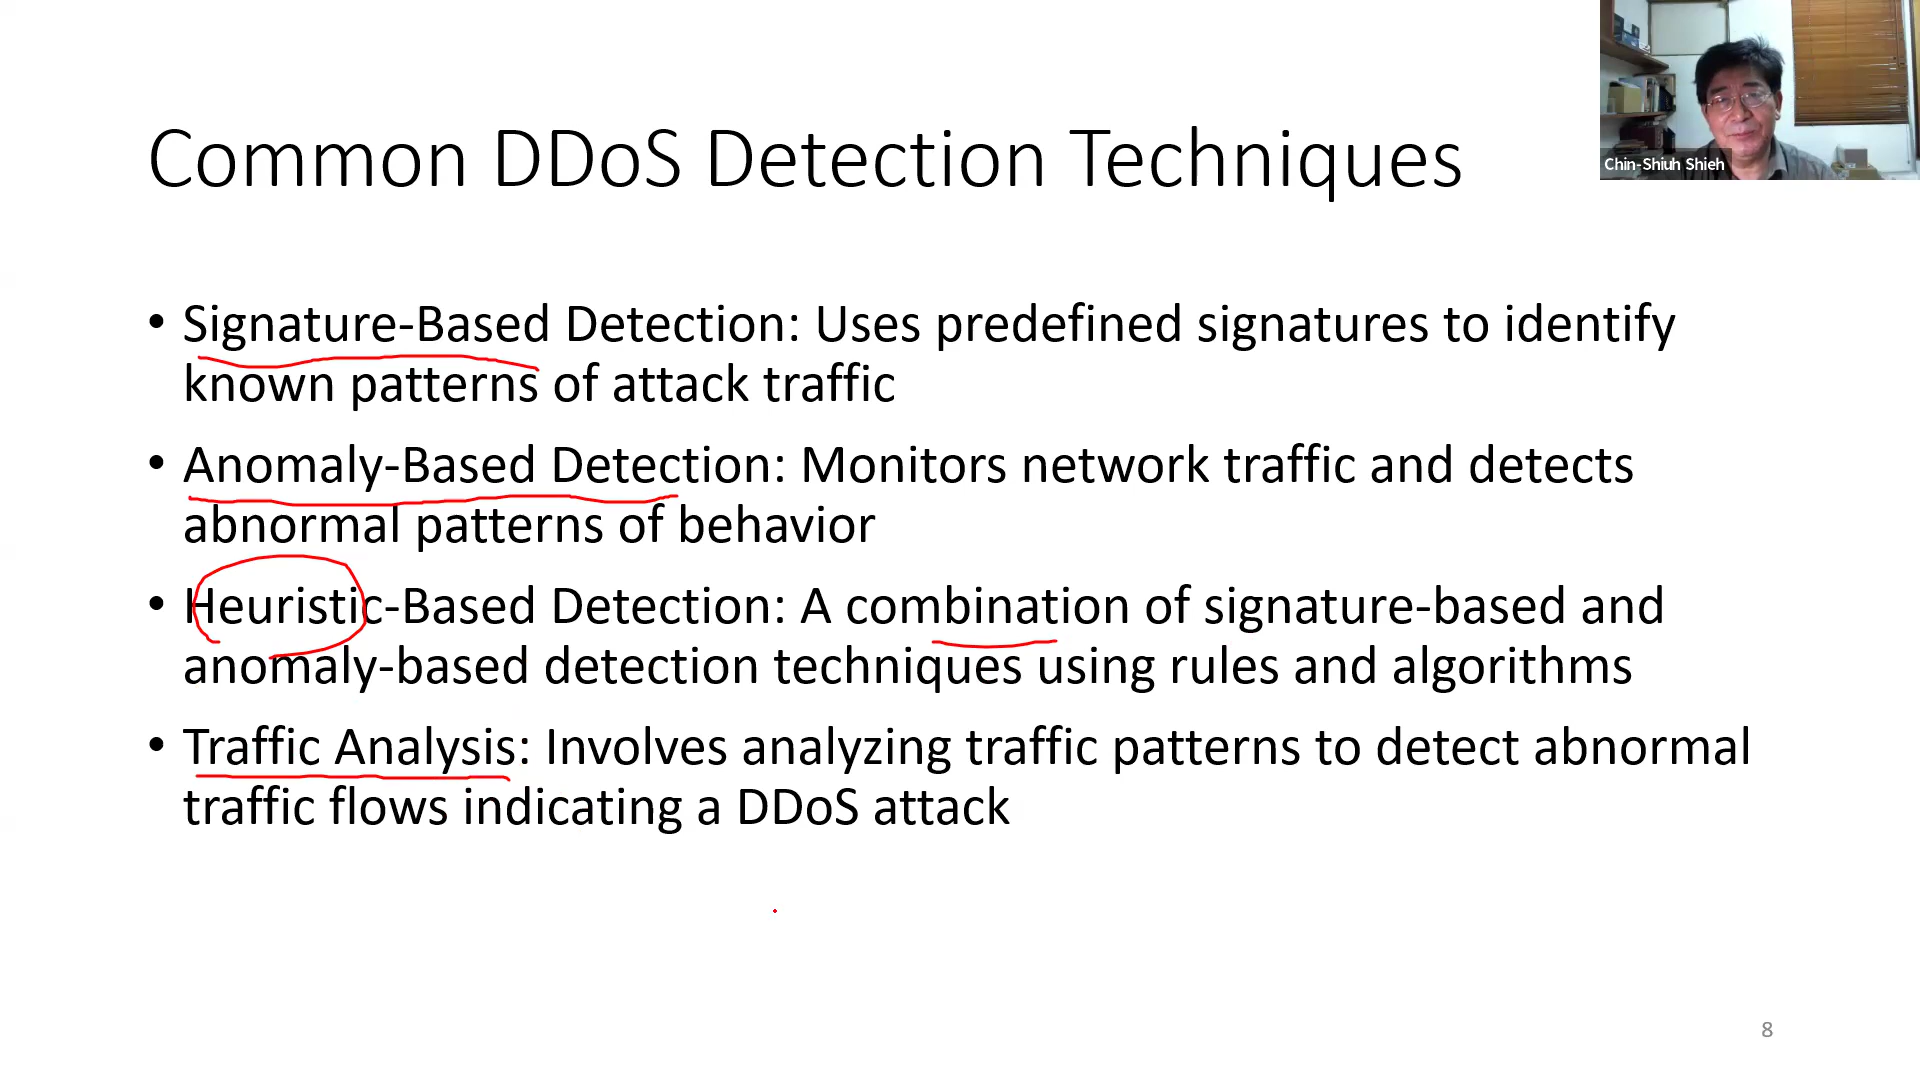 Chin-Shiuh Shieh
Common DDoS Detection Techniques
• Signature-Based Detection: Uses predefined signatures to identify
known patterns of attack traffic
• Anomaly-Based Detection: Monitors network traffic and detects
abnormal patterns of behavior
• Heuristic-Based Detection: A combination of signature-based and
anomaly-based detection techniques using rules and algorithms
• Traffic Analysis: Involves analyzing traffic patterns to detect abnormal
traffic flows indicating a DDoS attack
8